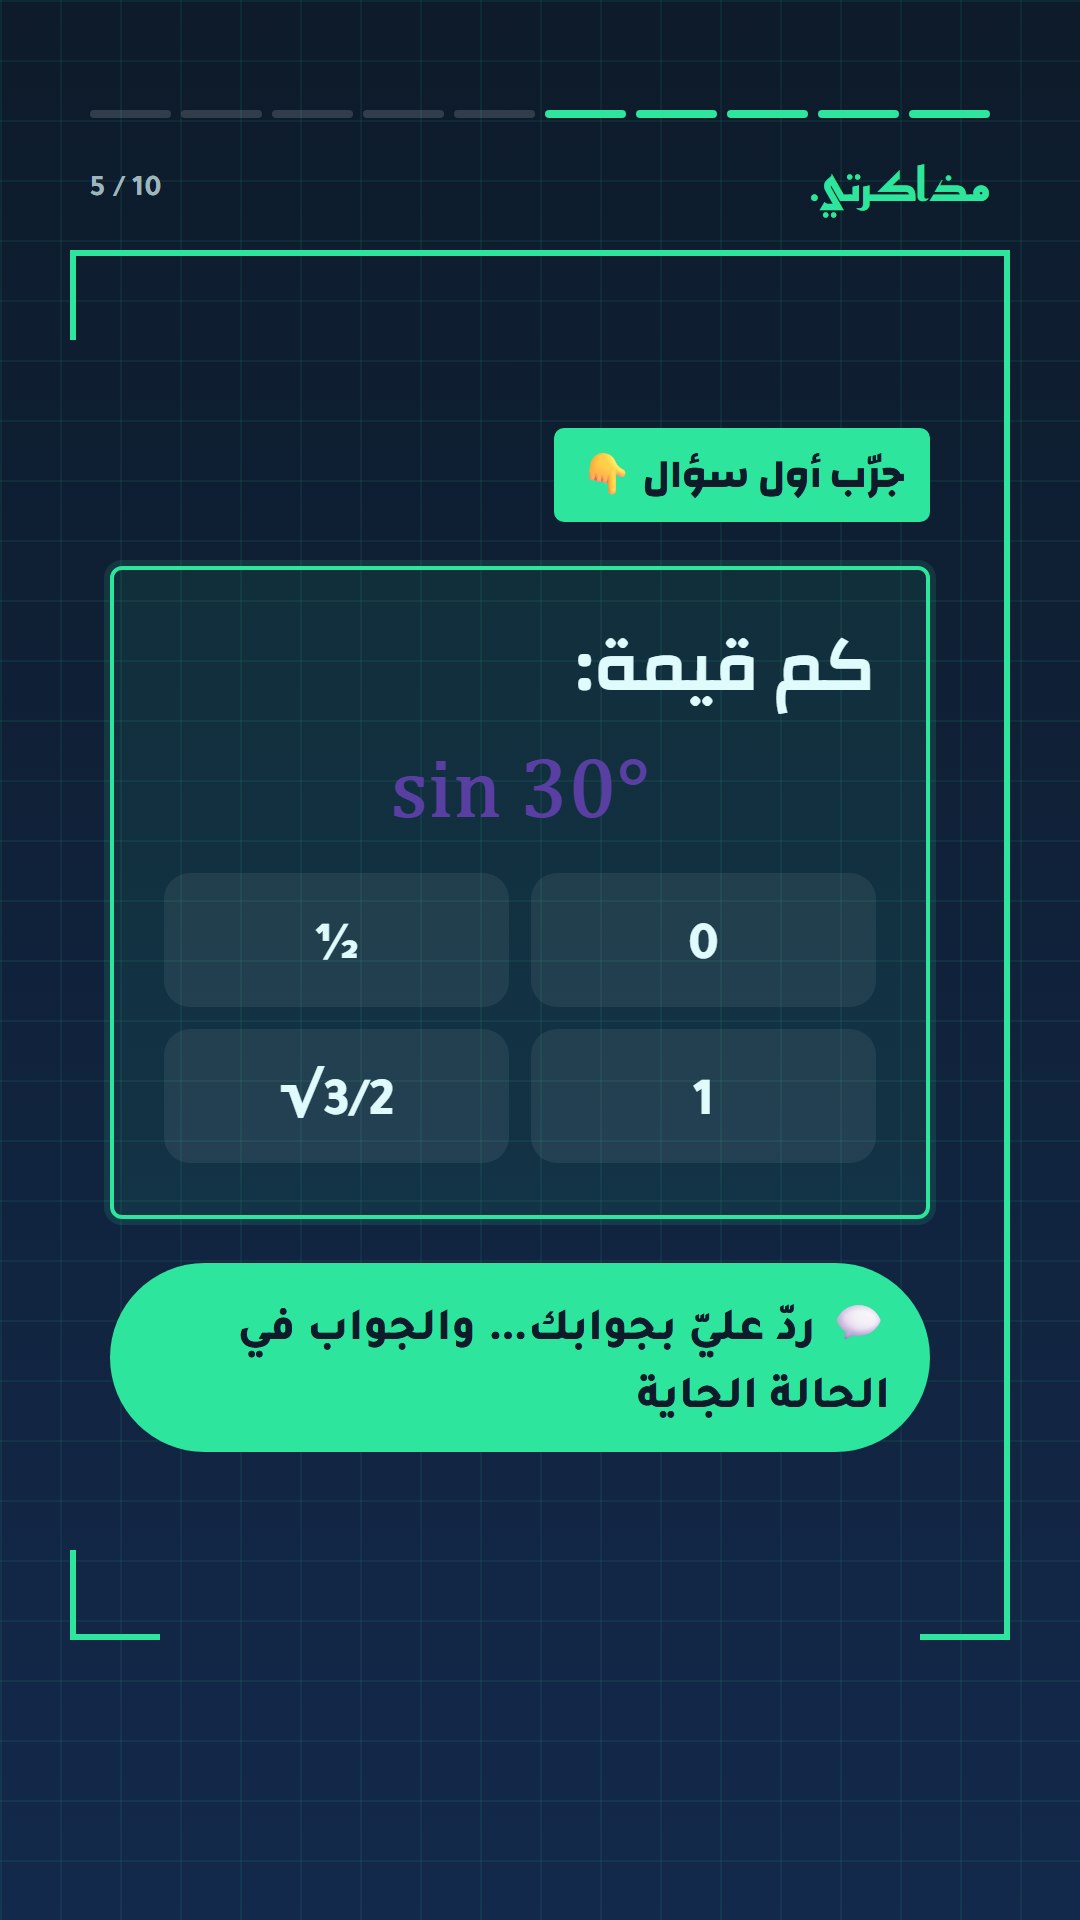 مذاكرتي.
5 / 10
جرّب أول سؤال 👇
كم قيمة:
sin 30°
0
½
1
√3/2
💬 ردّ عليّ بجوابك... والجواب في
الحالة الجاية